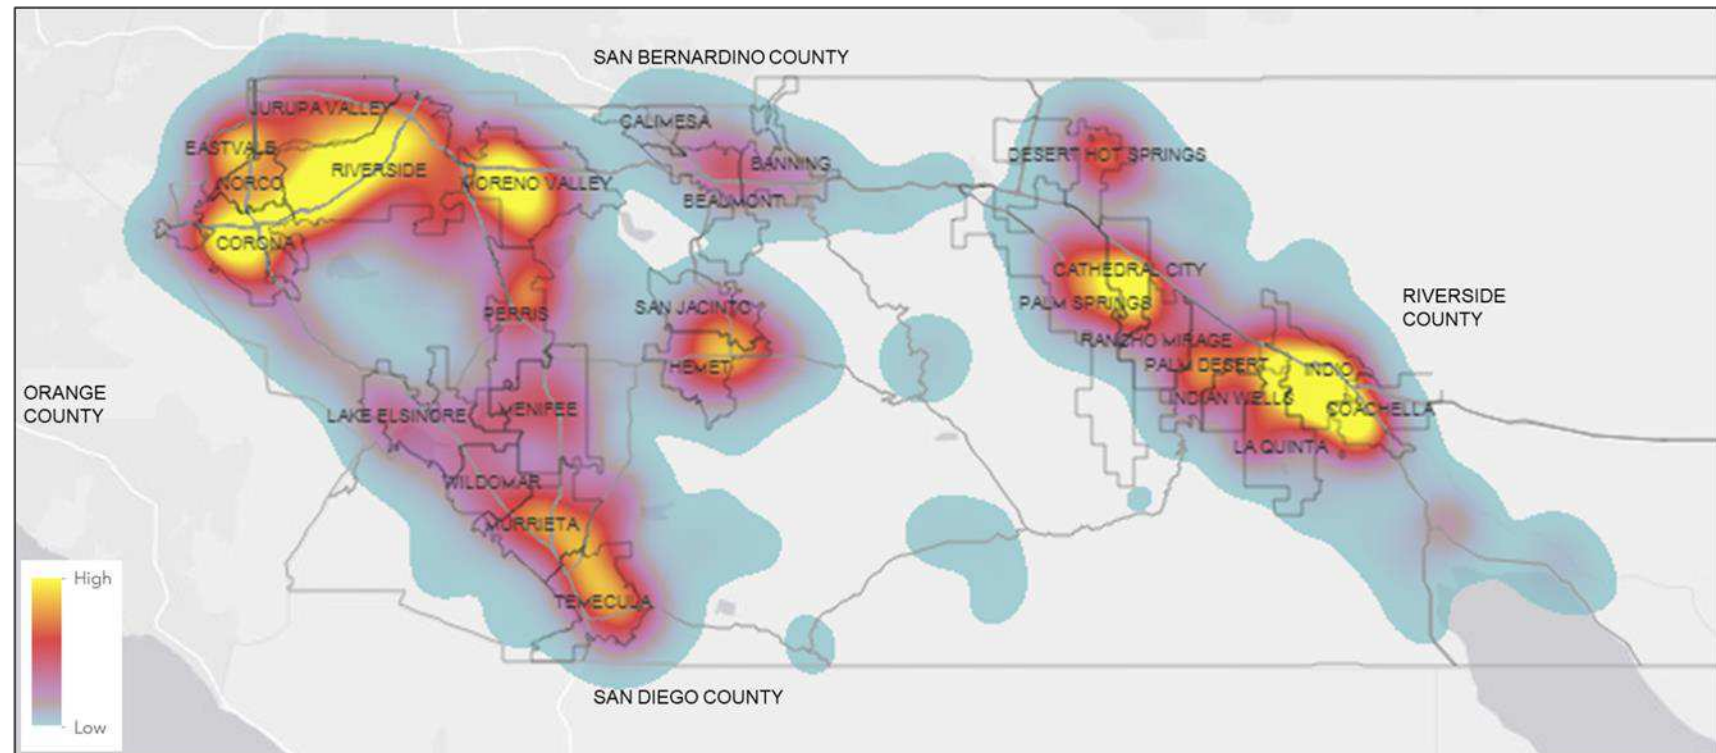 SAN BERNARDINO COUNTY
JURUPA VALLEY
CALIMESA
EASTVALE
RIVERSIDE
BANNING
DESERT HOT SPRINGS
NORCO
MORENO VALLEY
BEAUMONT
CORONA
CATHEDRAL CITY
PALM SPRINGS
SAN JACINTO
PERRIS
RIVERSIDE
COUNTY
RANCHO MIRAGE
HEMET
PALM DESERT
INDIO
ORANGE
COUNTY
INDIAN WELLS
COACHELLA
LAKE ELSINORE
MENIFEE
LA QUINTA
WILDOMAR
MURRIETA
High
TEMECULA
SAN DIEGO COUNTY
Low